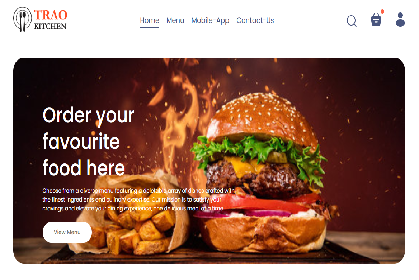 TRAO
KITCHEN
Home Menu Mobile App Contact Us
Order your
favourite
food here
Choose from a diverse menu featuring a delectable array of dishes crafted with
the finest ingredients and culinary expertise. Our mission is to satisfy your
cravings and elevate your dining experience, one delicious meal at a time.
View Menu